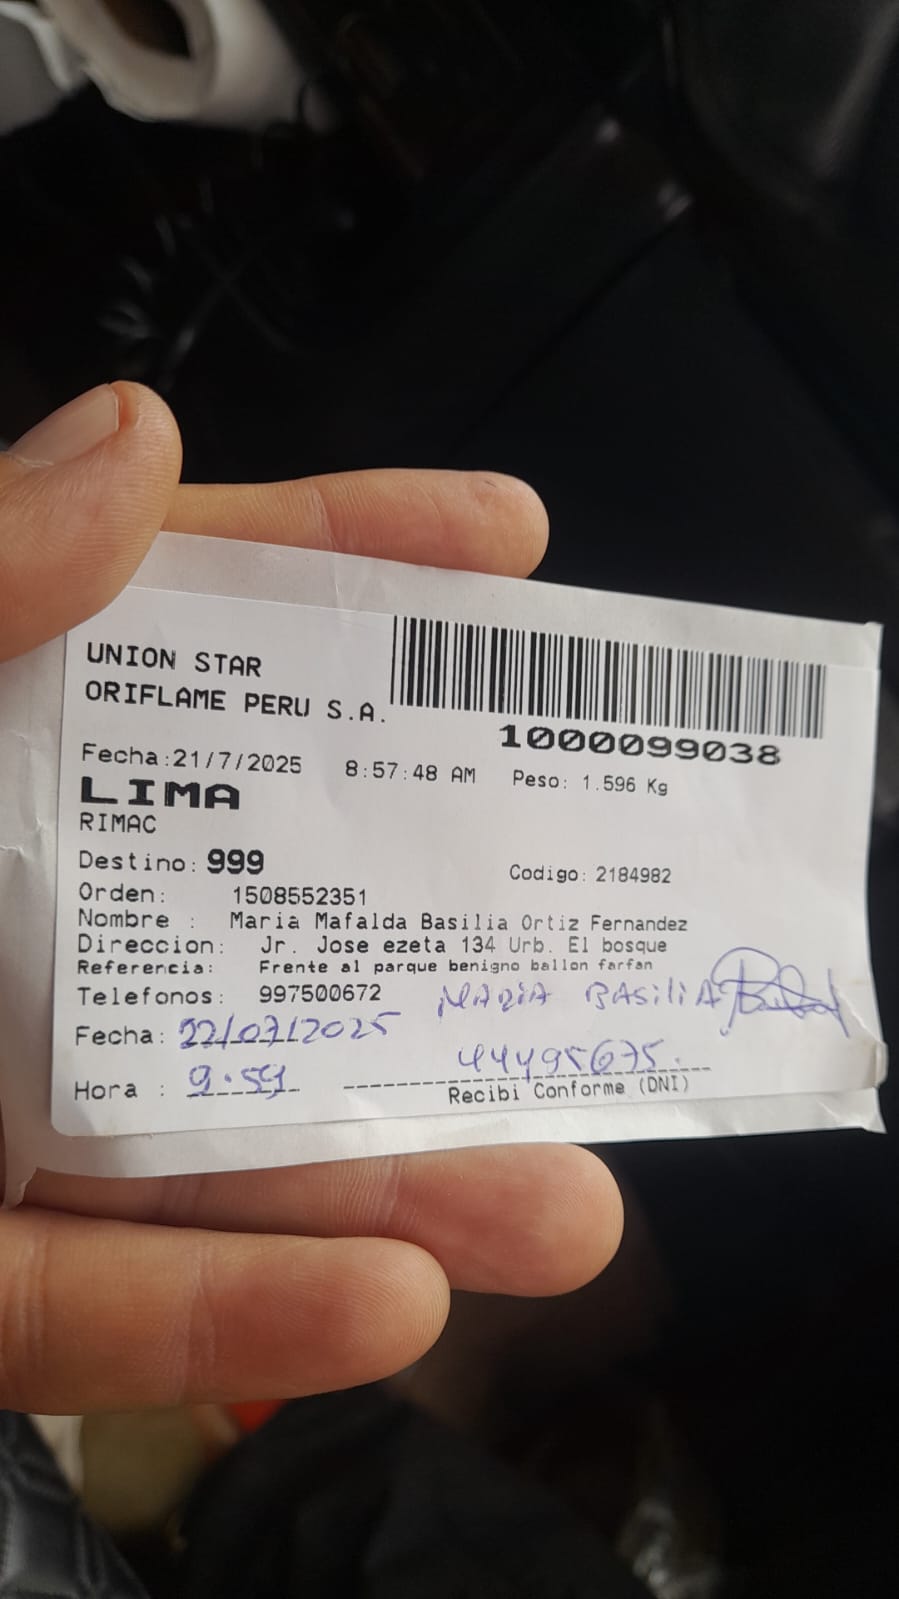 UNION STAR
ORIFLAME PERU S.A.
1000099038
Fecha:21/7/2025 8:57:48 AM Peso: 1.596 Kg
LIMA
RIMAC
Destino: 999 Codigo: 2184982
Orden: 1508552351
Nombre : Maria Mafalda Basilia Ortiz Fernandez
Direccion: Jr. Jose ezeta 134 Urb. El bosque
Referencia: Frente al parque benigno ballon farfan
Telefonos: 997500672 MARIA BASiliA
Fecha: 22/07/2025
44495675.
Hora : 9.59
Recibi Conforme (DNI)